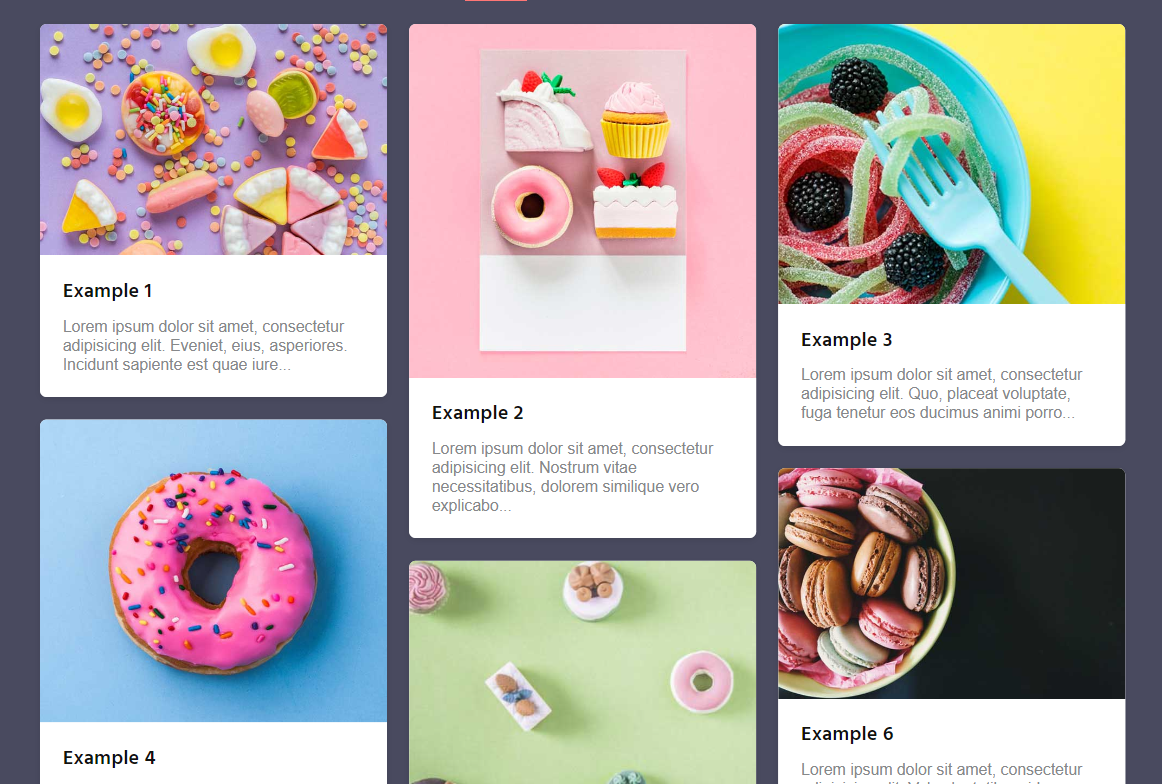 Example 1
Lorem ipsum dolor sit amet, consectetur
adipisicing elit. Eveniet, eius, asperiores.
Incidunt sapiente est quae iure...
Example 2
Lorem ipsum dolor sit amet, consectetur
adipisicing elit. Nostrum vitae
necessitatibus, dolorem similique vero
explicabo...
Example 3
Lorem ipsum dolor sit amet, consectetur
adipisicing elit. Quo, placeat voluptate,
fuga tenetur eos ducimus animi porro...
Example 4
Example 6
Lorem ipsum dolor sit amet, consectetur